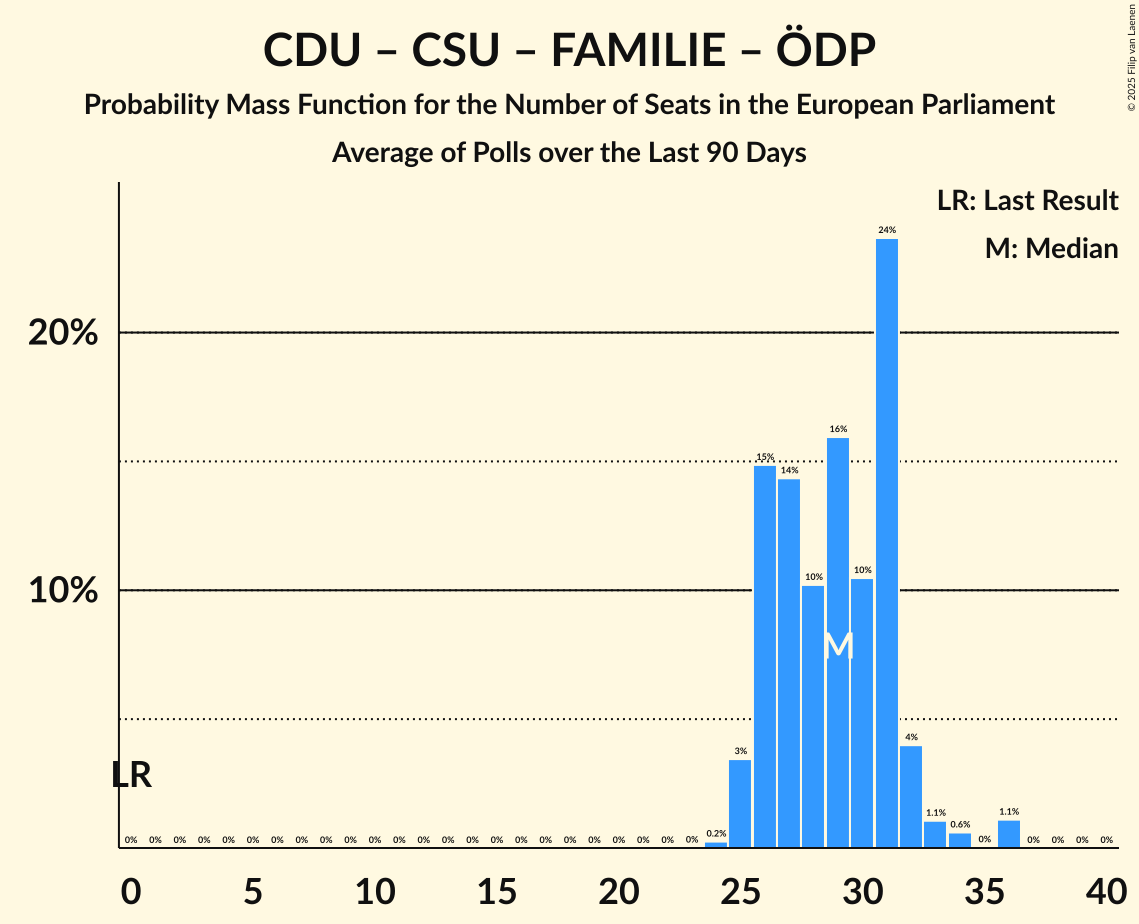 CDU – CSU – FAMILIE – ÖDP
Probability Mass Function for the Number of Seats in the European Parliament
Average of Polls over the Last 90 Days
© 2025 Filip van Laenen
LR: Last Result
M: Median
24%
20%
16%
15%
14%
10% 10%
10%
M
3% 4%
LR
0% 0% 0% 0% 0% 0% 0% 0% 0% 0% 0% 0% 0% 0% 0% 0% 0% 0% 0% 0% 0% 0% 0% 0% 0.2% 1.1% 0.6% 0% 1.1% 0% 0% 0% 0%
0 5 10 15 20 25 30 35 40